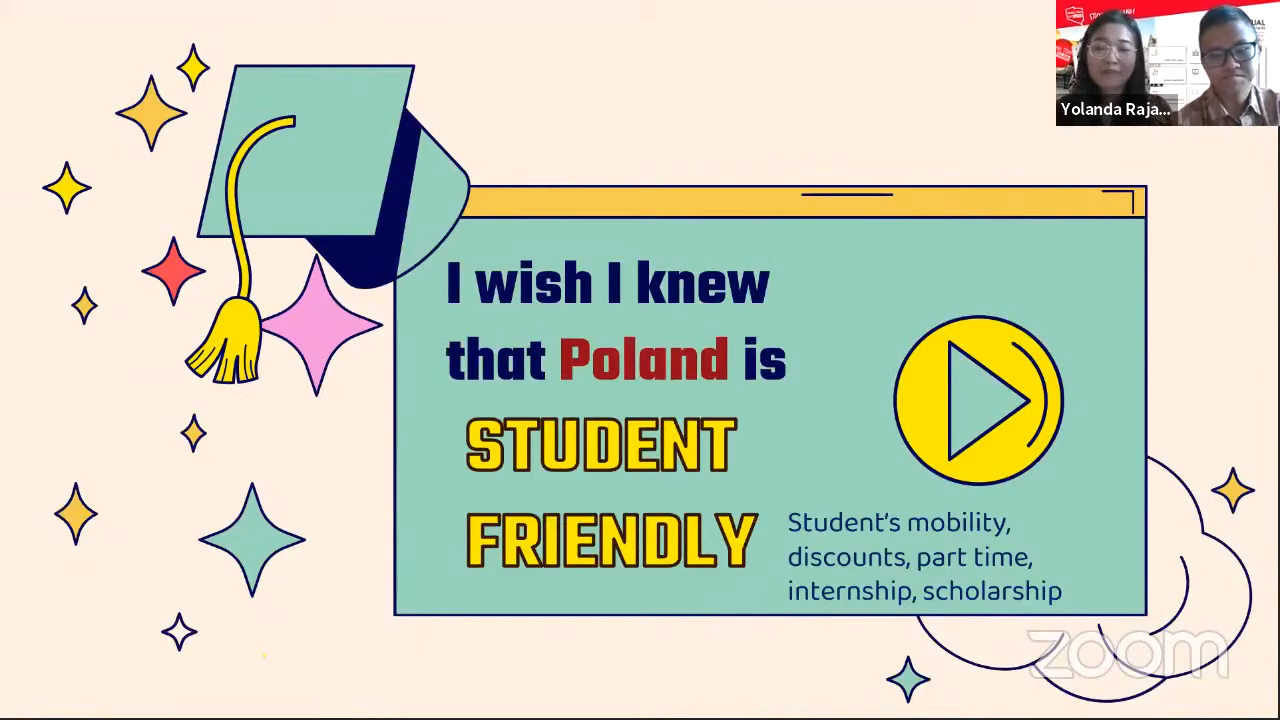 Yolanda Raja...
I wish I knew
that Poland is
STUDENT
FRIENDLY
Student's mobility,
discounts, part time,
internship, scholarship
zoom